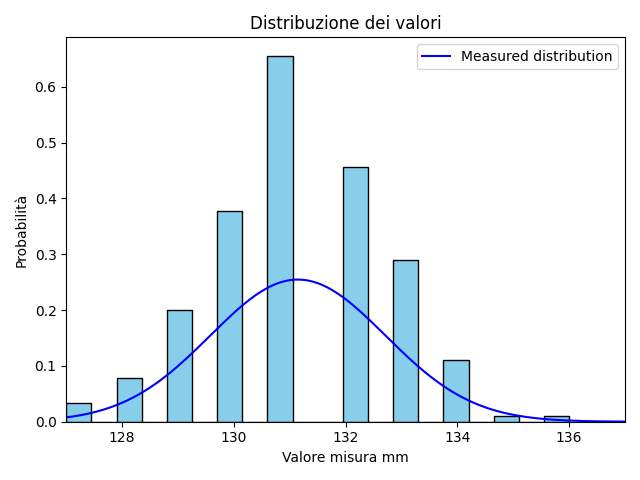 Distribuzione dei valori
Measured distribution
Probabilità
0.6
0.5
0.4
0.3
0.2
0.1
0.0
128 130 132 134 136
Valore misura mm